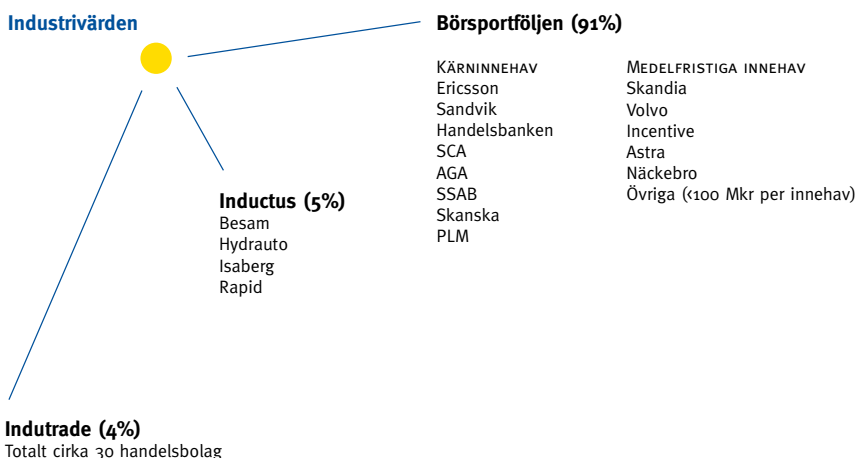 Industrivärden
Börsportföljen (91%)
Kärninnehav
Ericsson
Sandvik
Handelsbanken
SCA
AGA
SSAB
Skanska
PLM
Medelfristiga innehav
Skandia
Volvo
Incentive
Astra
Näckebro
Övriga (<100 Mkr per innehav)
Inductus (5%)
Besam
Hydrauto
Isaberg
Rapid
Indutrade (4%)
Totalt cirka 30 handelsbolag